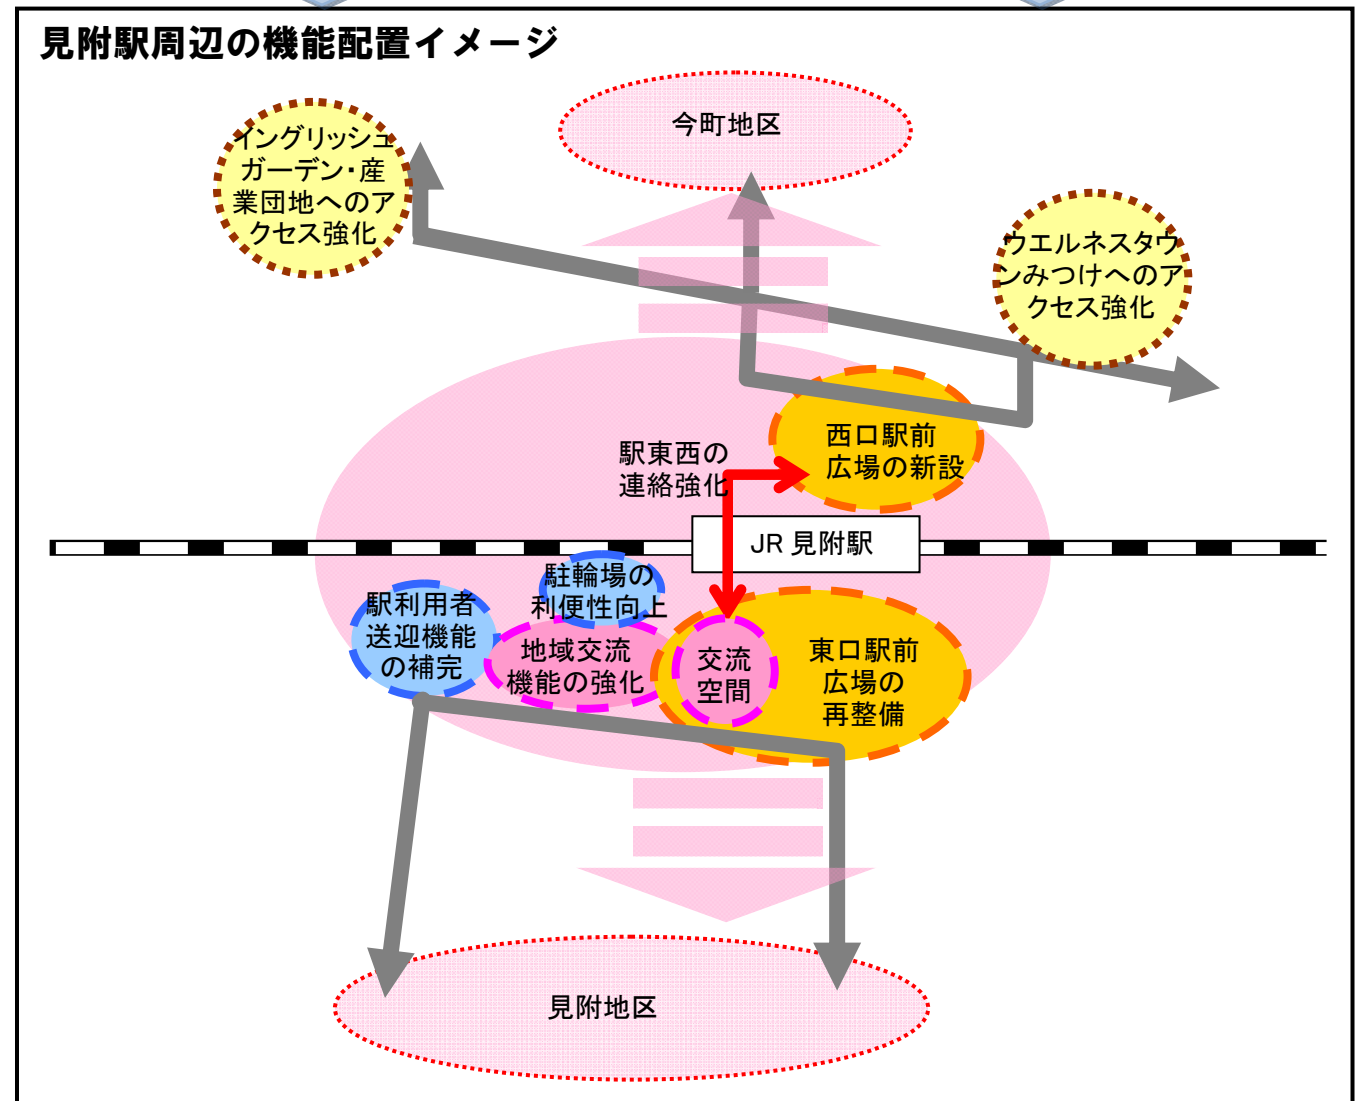 見附駅周辺の機能配置イメージ
今町地区
イングリッシュ
ガーデン・産
業団地へのア
クセス強化
ウエルネスタウ
ンみつけへのア
クセス強化
西口駅前
広場の新設
駅東西の
連絡強化
JR 見附駅
駐輪場の
利便性向上
駅利用者
送迎機能
の補完
地域交流
機能の強化
交流
空間
東口駅前
広場の
再整備
見附地区